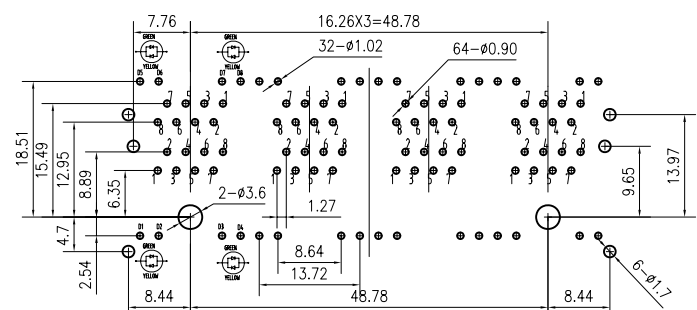 7.76
16.26X3=48.78
GREEN
GREEN
32-ø1.02
64-ø0.90
YELLOW
YELLOW
D5 D6 D7 D8
7 5 3 1 7 5 3 1 7 5 3 1 7 5 3 1
8 6 4 2 8 6 4 2 8 6 4 2 8 6 4 2
2 4 6 8 2 4 6 8 2 4 6 8 2 4 6 8
1 3 5 7 1 3 5 7 1 3 5 7 1 3 5 7
18.51
15.49
12.95
8.89
6.35
4.7
2.54
2-ø3.6
1.27
13.97
9.65
D1 D2 D3 D4
GREEN
GREEN
YELLOW
YELLOW
8.64
13.72
6-ø1.7
8.44
48.78
8.44